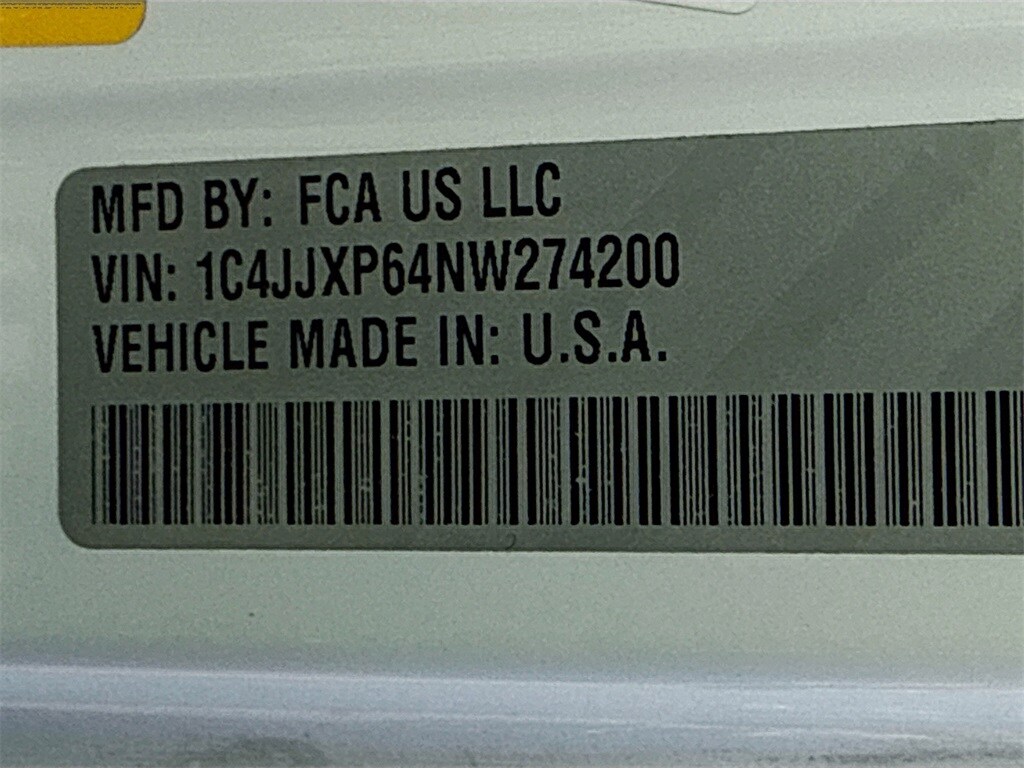 MFD BY: FCA US LLC
VIN: 1C4JJXP64NW274200
VEHICLE MADE IN: U.S.A.